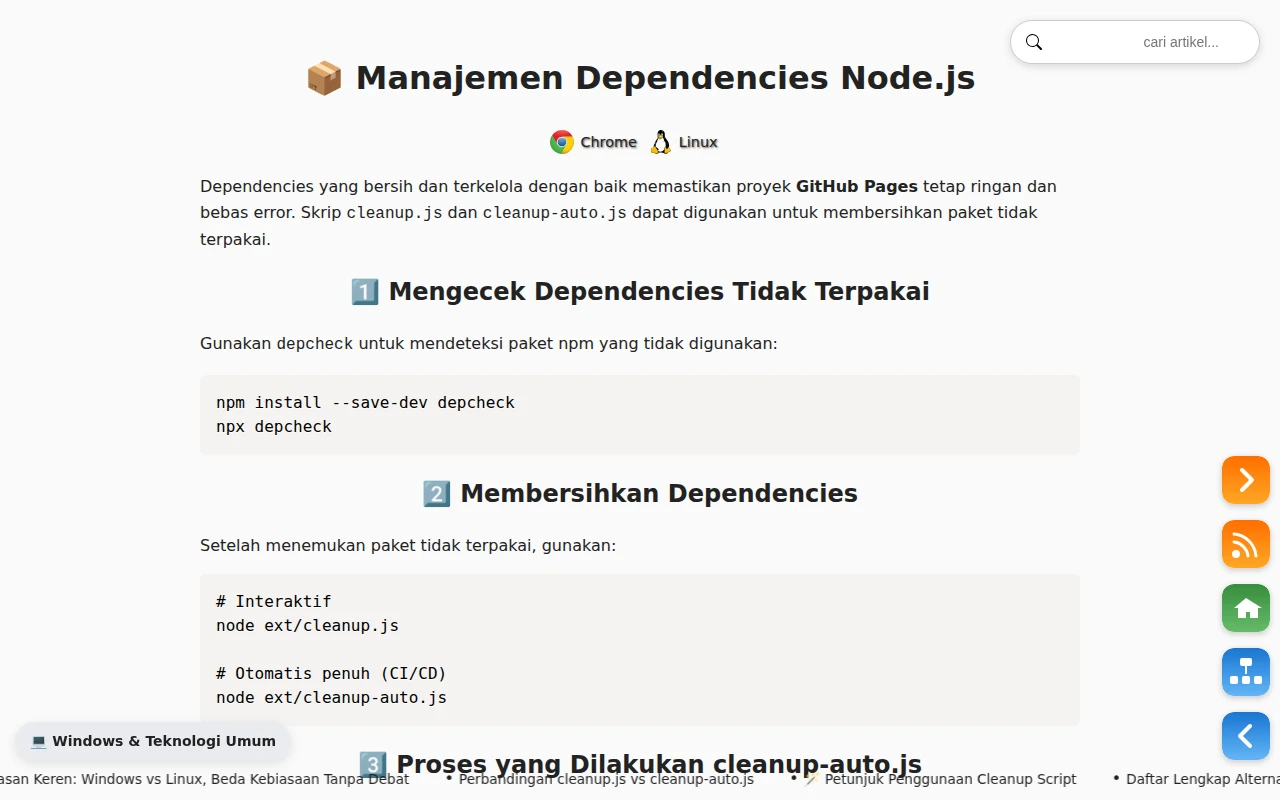 cari artikel...
📦 Manajemen Dependencies Node.js
Chrome Linux
Dependencies yang bersih dan terkelola dengan baik memastikan proyek GitHub Pages tetap ringan dan
bebas error. Skrip cleanup.js dan cleanup-auto.js dapat digunakan untuk membersihkan paket tidak
terpakai.
1️⃣ Mengecek Dependencies Tidak Terpakai
Gunakan depcheck untuk mendeteksi paket npm yang tidak digunakan:
npm install --save-dev depcheck
npx depcheck
2️⃣ Membersihkan Dependencies
Setelah menemukan paket tidak terpakai, gunakan:
# Interaktif
node ext/cleanup.js
# Otomatis penuh (CI/CD)
node ext/cleanup-auto.js
💻 Windows & Teknologi Umum
3️⃣ Proses yang Dilakukan cleanup-auto.js
asan Keren: Windows vs Linux, Beda Kebiasaan Tanpa Debat • Perbandingan cleanup.js vs cleanup-auto.js • 🪄 Petunjuk Penggunaan Cleanup Script • Daftar Lengkap Alterna